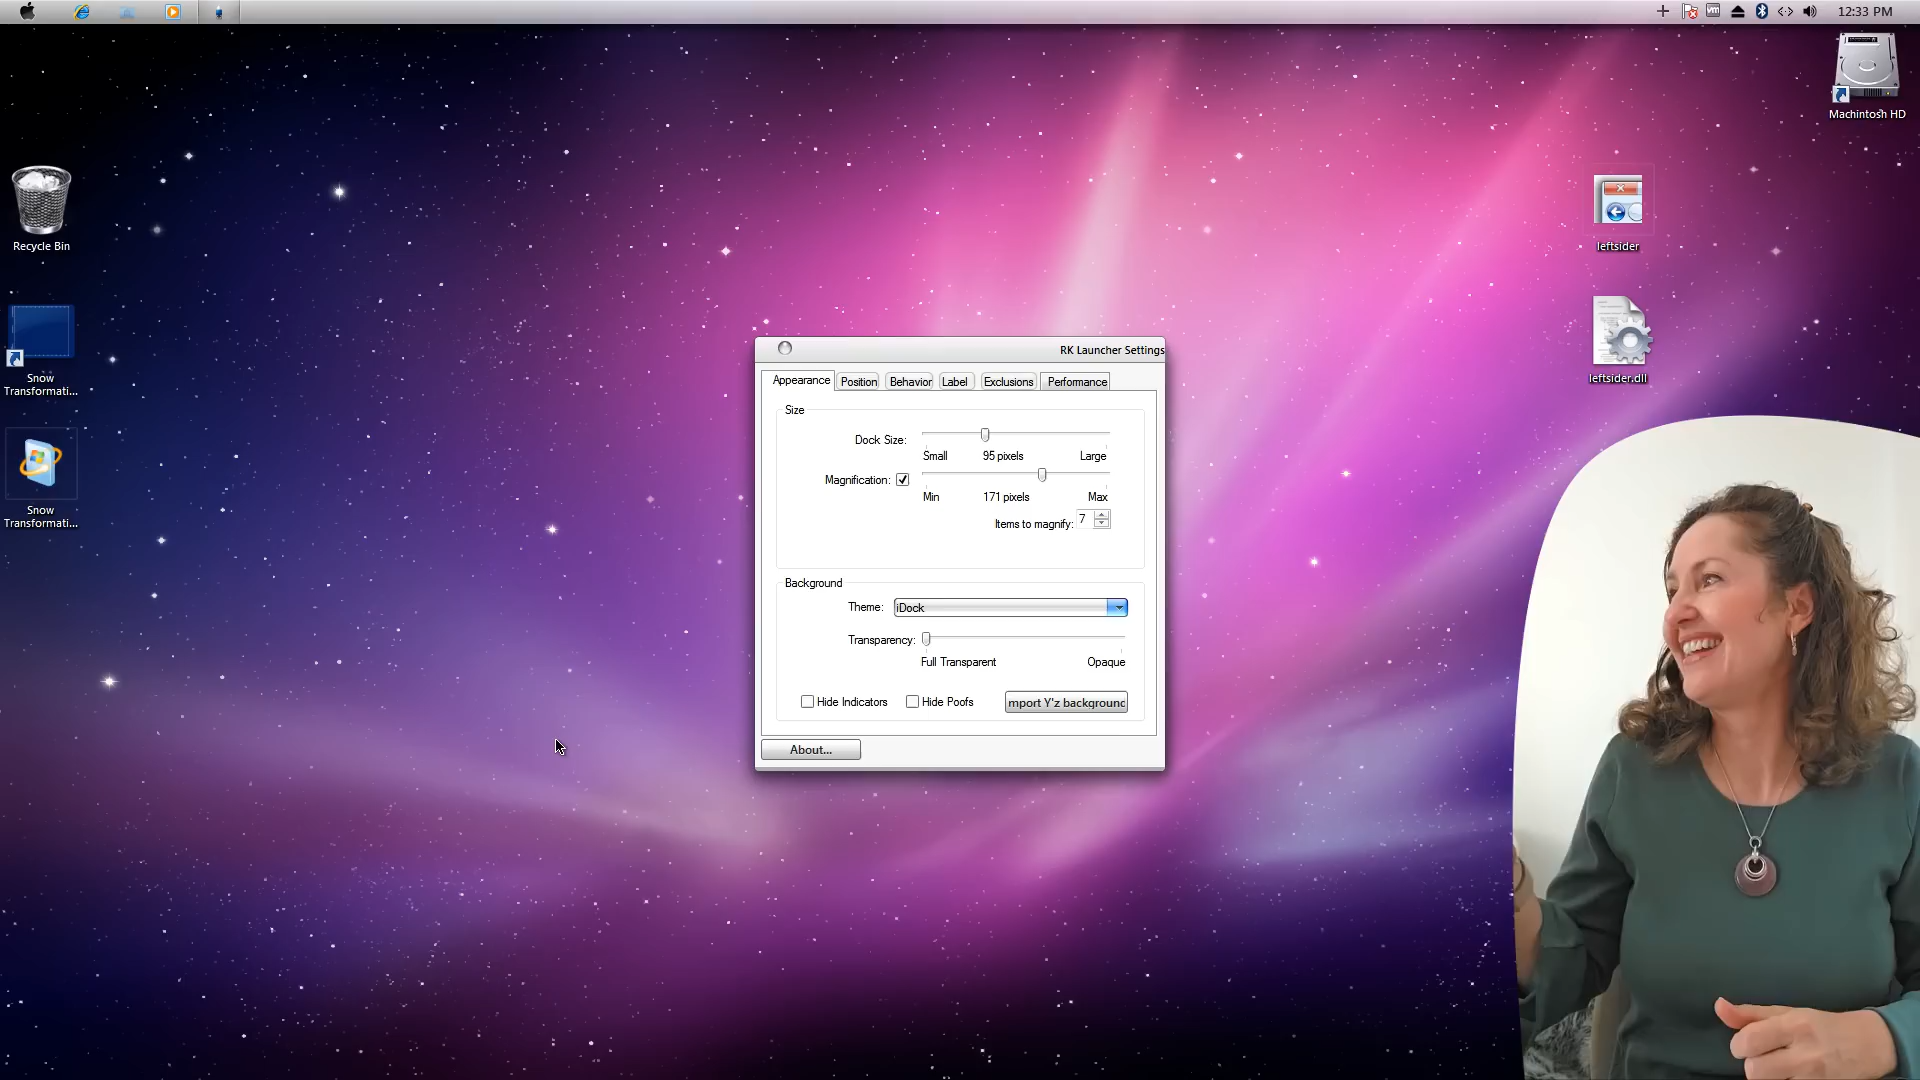 vm
12:33 PM
Machintosh HD
Recycle Bin
leftsider
Snow
Transformati...
leftsider.dll
Snow
Transformati...
RK Launcher Settings
Appearance Position Behavior Label Exclusions Performance
Size
Dock Size:
Small 95 pixels Large
Magnification:
Min 171 pixels Max
Items to magnify: 7
Background
Theme: iDock
Transparency:
Full Transparent Opaque
Hide Indicators Hide Poofs mport Y'z background
About...